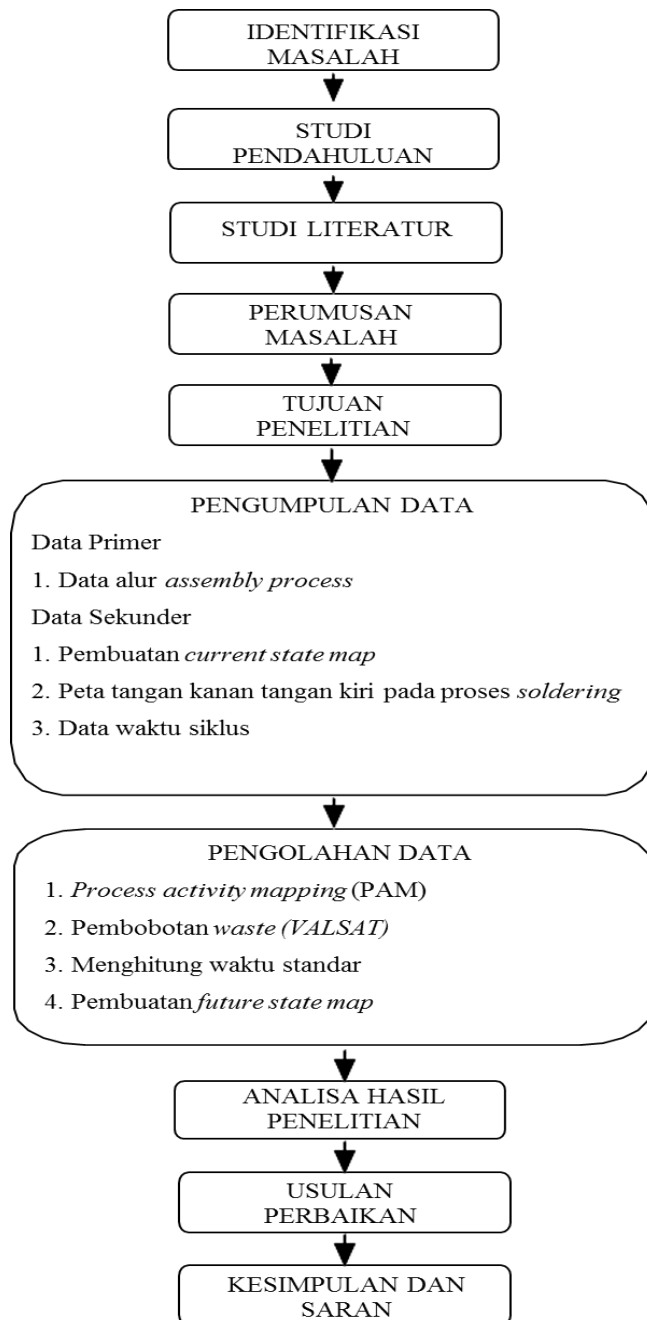 IDENTIFIKASI
MASALAH
STUDI
PENDAHULUAN
STUDI LITERATUR
PERUMUSAN
MASALAH
TUJUAN
PENELITIAN
PENGUMPULAN DATA
Data Primer
1. Data alur assembly process
Data Sekunder
1. Pembuatan current state map
2. Peta tangan kanan tangan kiri pada proses soldering
3. Data waktu siklus
PENGOLAHAN DATA
1. Process activity mapping (PAM)
2. Pembobotan waste (VALSAT)
3. Menghitung waktu standar
4. Pembuatan future state map
ANALISA HASIL
PENELITIAN
USULAN
PERBAIKAN
KESIMPULAN DAN
SARAN